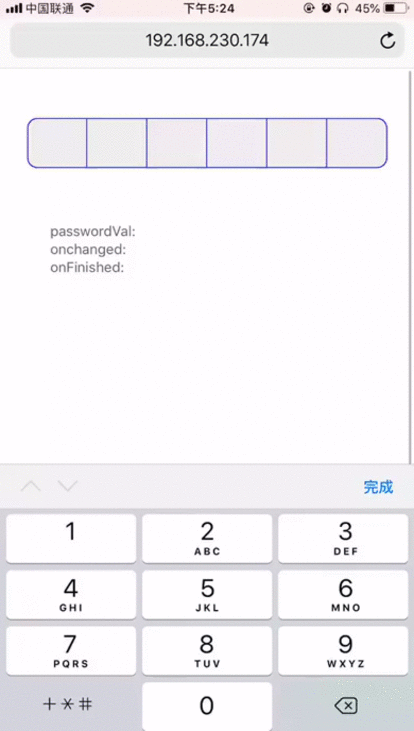 中国联通 下午5:24 45%
192.168.230.174
passwordVal:
onchanged:
onFinished:
完成
1 2 3
ABC DEF
4 5 6
GHI JKL MNO
7 8 9
PQRS TUV WXYZ
+*# 0